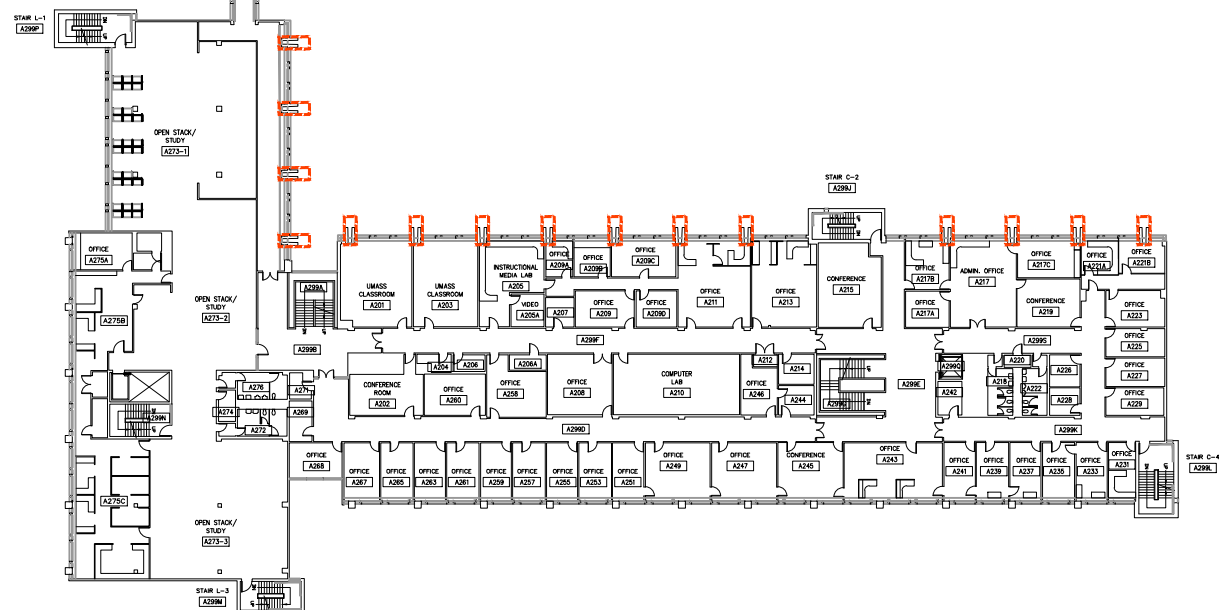 STAIR L-1
A299P
OPEN STACK/
STUDY
A273-1
STAIR C-2
A299J
OFFICE
A275A
A275B
OPEN STACK/
STUDY
A273-2
A299A
A299B
UMASS
CLASSROOM
A201
UMASS
CLASSROOM
A203
INSTRUCTIONAL
MEDIA LAB
A205
VIDEO
A205A
OFFICE
A209A
A207
OFFICE
A209B
OFFICE
A209C
OFFICE
A209
OFFICE
A209D
OFFICE
A211
OFFICE
A213
CONFERENCE
A215
OFFICE
A217B
OFFICE
A217A
ADMIN. OFFICE
A217
OFFICE
A217C
CONFERENCE
A219
OFFICE
A221A
OFFICE
A221B
OFFICE
A223
OFFICE
A225
OFFICE
A227
OFFICE
A229
A299F
A299S
CONFERENCE
ROOM
A202
A204
A206
OFFICE
A260
A206A
OFFICE
A258
OFFICE
A208
COMPUTER
LAB
A210
A212
OFFICE
A246
A214
A244
A299E
A299Q
A242
A218
A220
A222
A226
A228
A276
A274
A272
A271
A269
A299N
A299D
A299K
OFFICE
A268
OFFICE
A267
OFFICE
A265
OFFICE
A263
OFFICE
A261
OFFICE
A259
OFFICE
A257
OFFICE
A255
OFFICE
A253
OFFICE
A251
OFFICE
A249
OFFICE
A247
CONFERENCE
A245
OFFICE
A243
OFFICE
A241
OFFICE
A239
OFFICE
A237
OFFICE
A235
OFFICE
A233
OFFICE
A231
STAIR C-4
A299L
A275C
OPEN STACK/
STUDY
A273-3
STAIR L-3
A299M